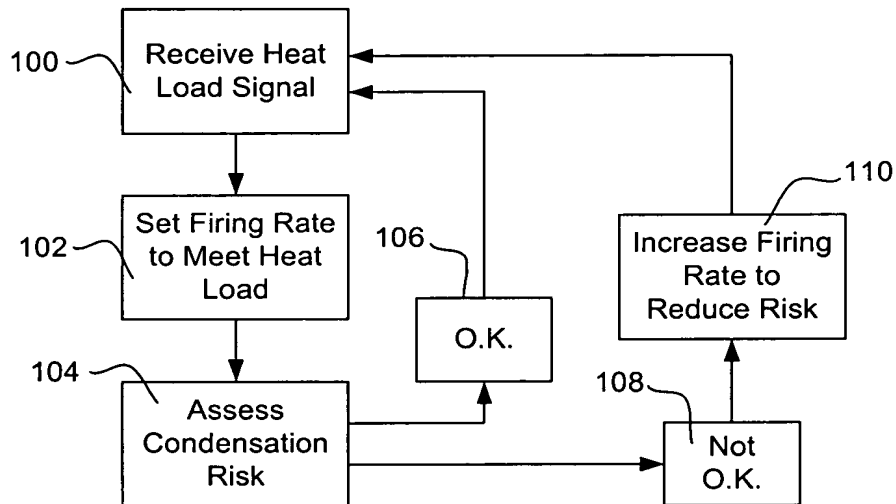 100
Receive Heat
Load Signal
102
Set Firing Rate
to Meet Heat
Load
104
Assess
Condensation
Risk
106
O.K.
108
Not
O.K.
110
Increase Firing
Rate to
Reduce Risk